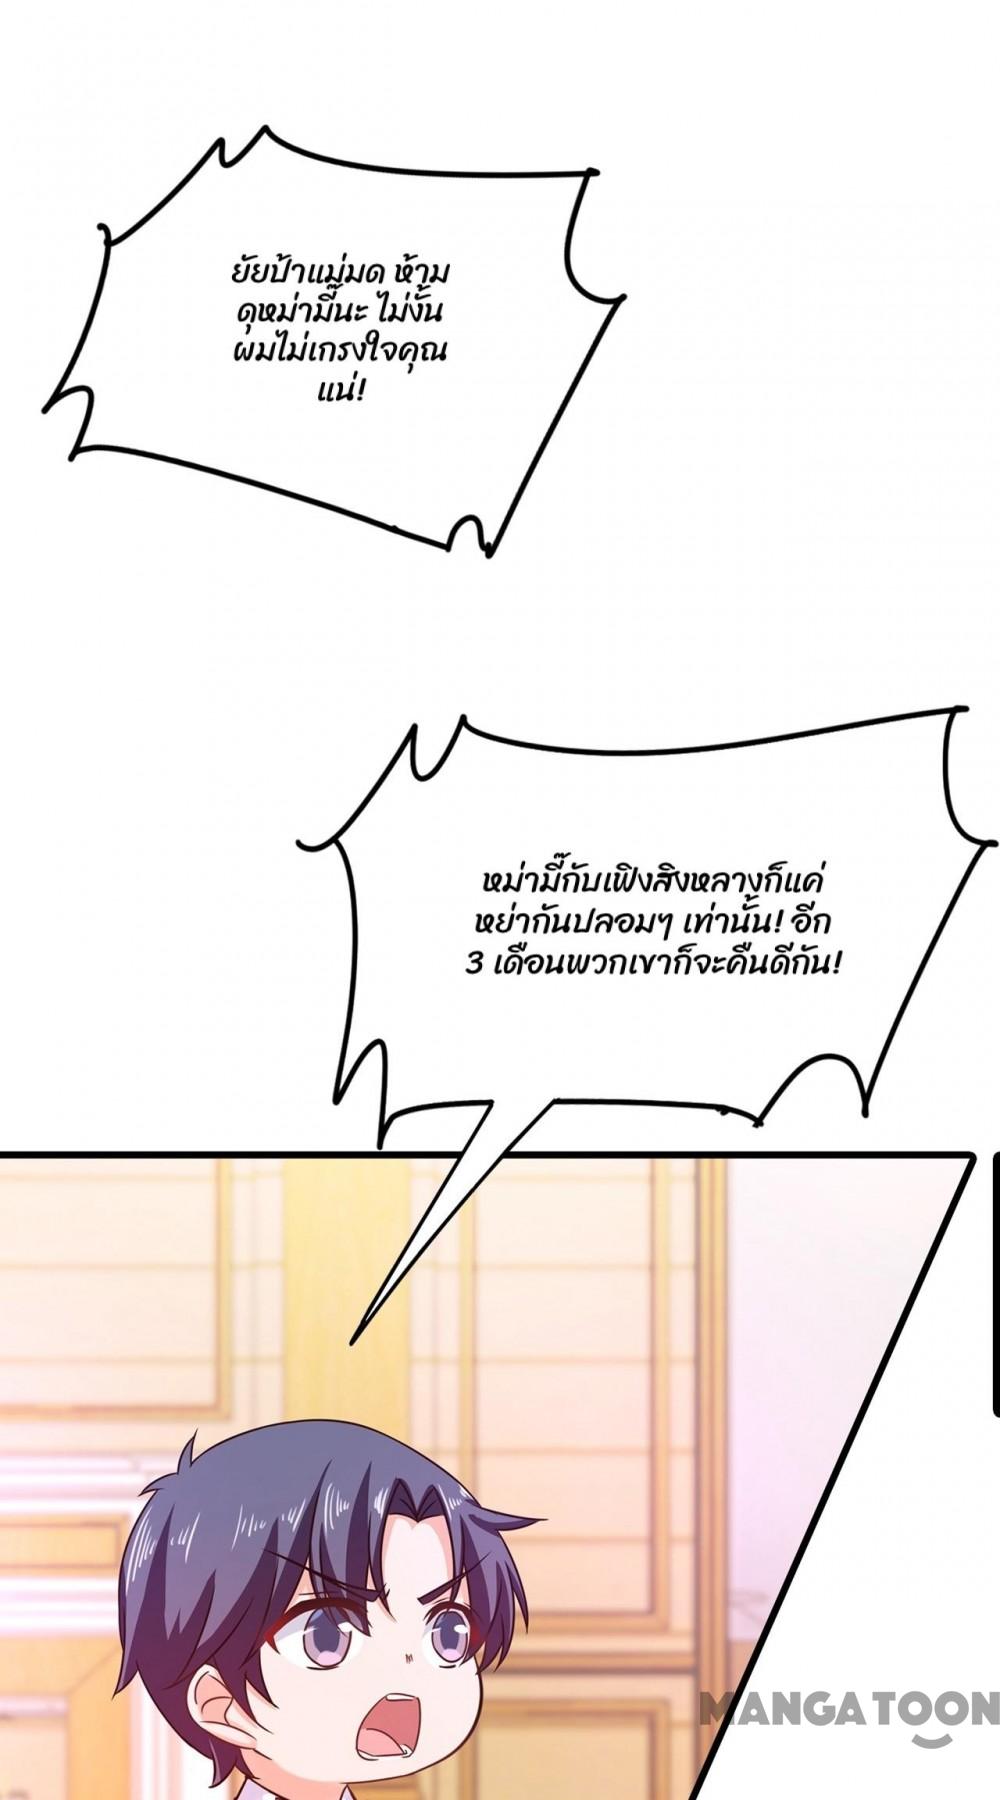 ยัยป้าแม่มด ห้าม
ดุหม่ามี๊นะ ไม่งั้น
ผมไม่เกรงใจคุณ
แน่!
หม่ามี๊กับเฟิงสิงหลางก็แค่
หย่ากันปลอมๆ เท่านั้น! อีก
3 เดือนพวกเขาก็จะคืนดีกัน!
MANGATOON